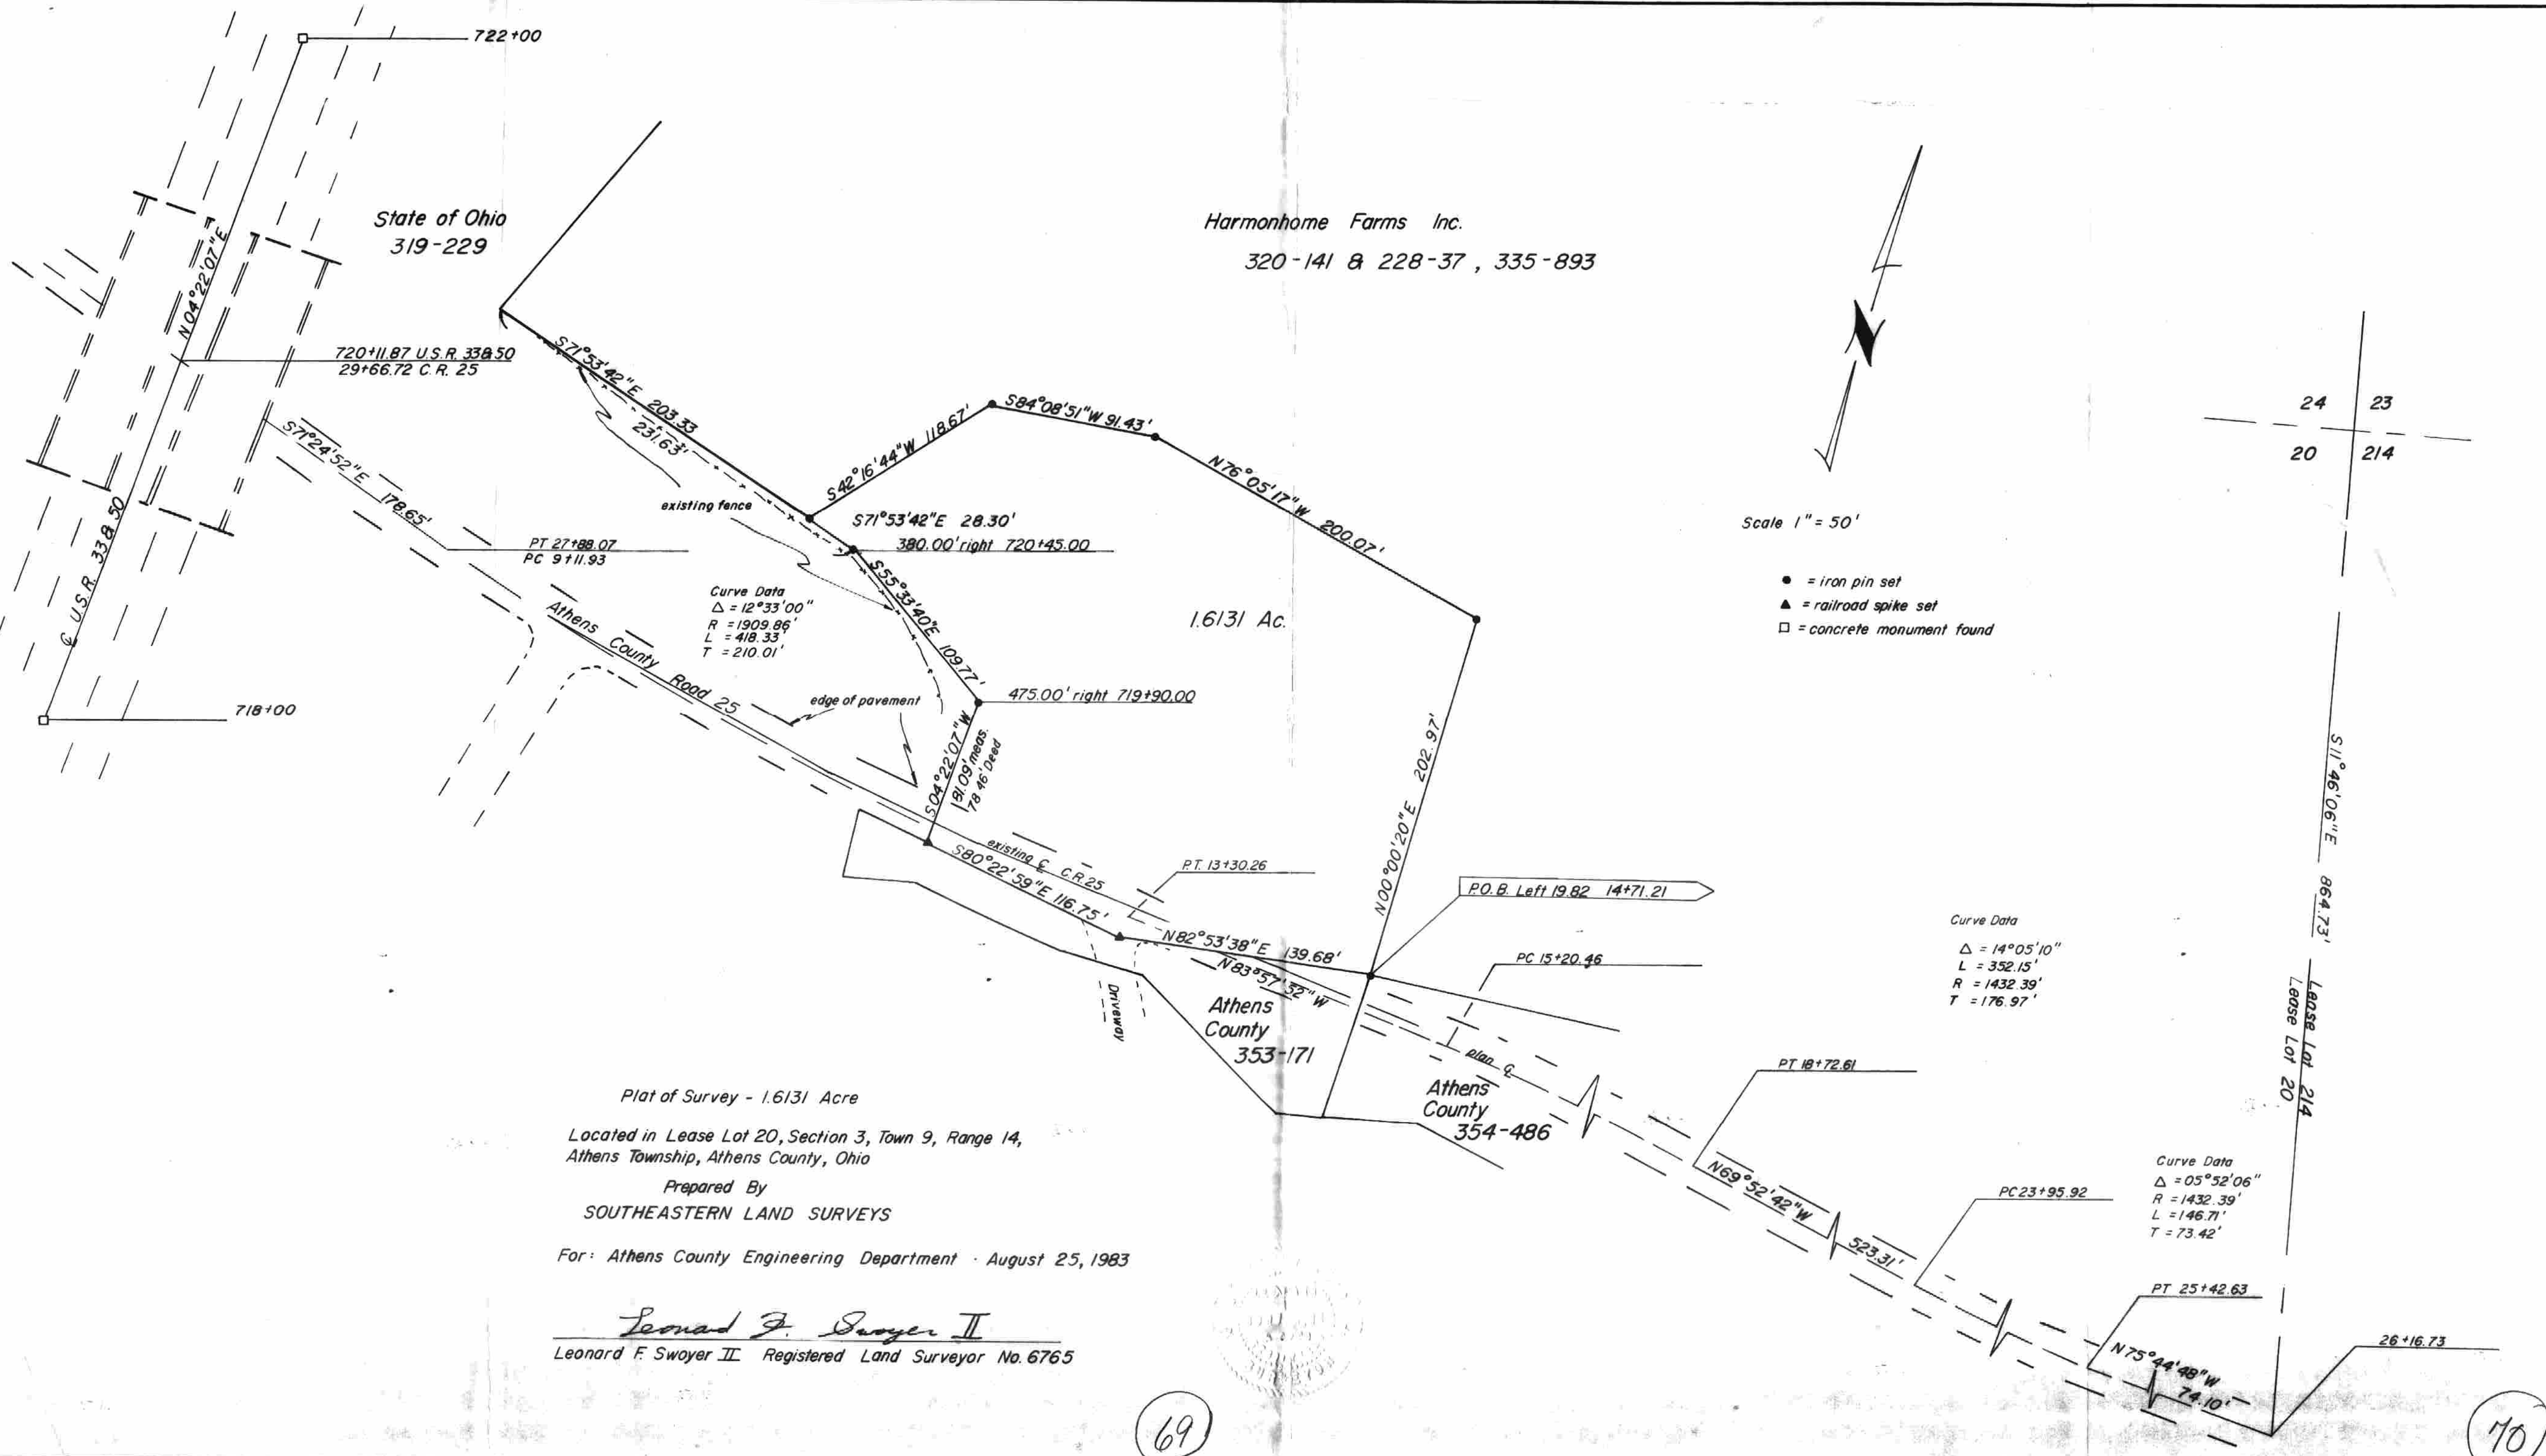 722+00
State of Ohio
319-229
Harmonhome Farms Inc.
320-141 & 228-37, 335-893
N04°22'07"E
720+11.87 U.S.R. 33&50
29+66.72 C.R. 25
S71°24'52"E 178.65'
PT 27+88.07
PC 9+11.93
℄ U.S.R. 33&50
718+00
S71°53'42"E 203.33
231.63'
existing fence
S42°16'44"W 118.67'
S84°08'51"W 91.43'
N76°05'17"W 200.07'
S71°53'42"E 28.30'
380.00' right 720+45.00
S55°33'40"E 109.77'
1.6131 Ac.
475.00' right 719+90.00
Curve Data
Δ = 12°33'00"
R = 1909.86'
L = 418.33'
T = 210.01'
Athens County Road 25
edge of pavement
S04°22'07"W
81.09' meas.
78.46' Deed
N00°00'20"E 202.97'
existing ℄ C.R. 25
S80°22'59"E 116.75'
P.T. 13+30.26
P.O.B. Left 19.82 14+71.21
N82°53'38"E 139.68'
N83°57'52"W
PC 15+20.46
Driveway
Athens
County
353-171
plan ℄
Athens
County
354-486
N
Scale 1" = 50'
● = iron pin set
▲ = railroad spike set
□ = concrete monument found
24 23
20 214
S11°46'06"E 864.73'
Lease Lot 214
Lease Lot 20
Curve Data
Δ = 14°05'10"
L = 352.15'
R = 1432.39'
T = 176.97'
PT 18+72.61
N69°52'42"W 523.31'
PC 23+95.92
Curve Data
Δ = 05°52'06"
R = 1432.39'
L = 146.71'
T = 73.42'
PT 25+42.63
N75°44'48"W
74.10'
26+16.73
Plat of Survey - 1.6131 Acre
Located in Lease Lot 20, Section 3, Town 9, Range 14,
Athens Township, Athens County, Ohio
Prepared By
SOUTHEASTERN LAND SURVEYS
For: Athens County Engineering Department · August 25, 1983
Leonard F. Swoyer II
Leonard F. Swoyer II Registered Land Surveyor No. 6765
69
70